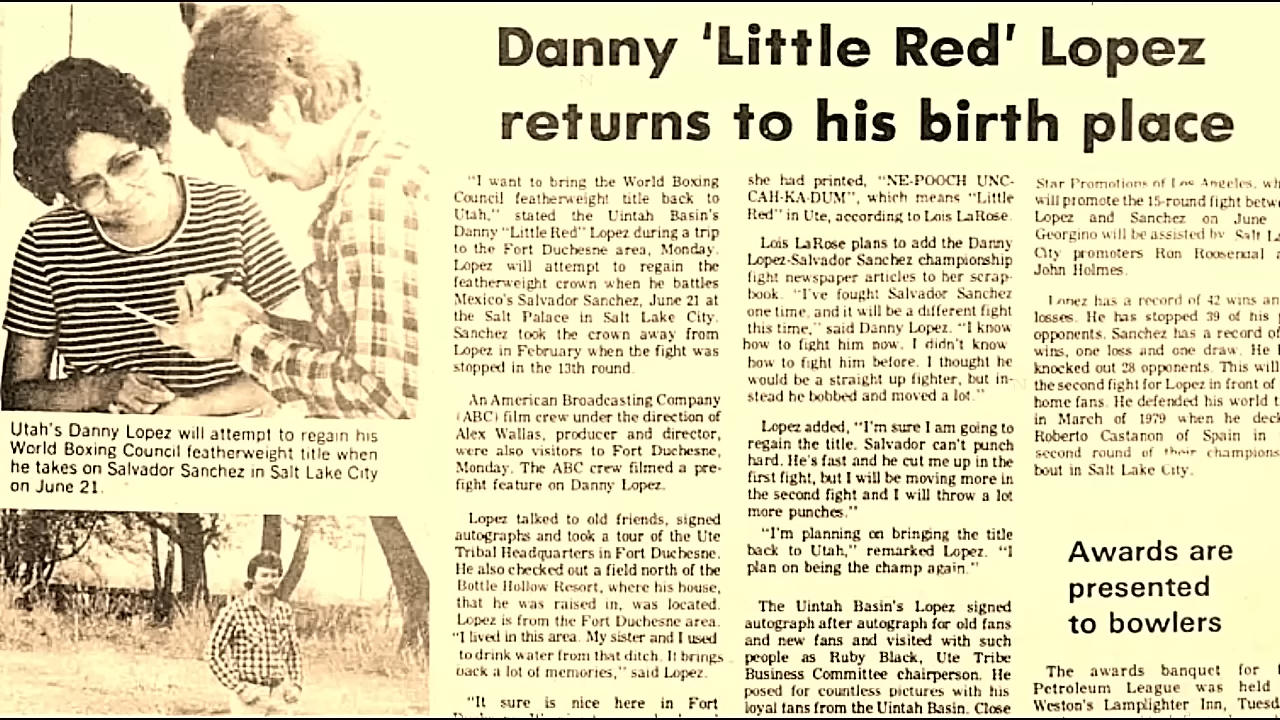 Danny 'Little Red' Lopez
returns to his birth place
Utah's Danny Lopez will attempt to regain his
World Boxing Council featherweight title when
he takes on Salvador Sanchez in Salt Lake City
on June 21.
"I want to bring the World Boxing
Council featherweight title back to
Utah," stated the Uintah Basin's
Danny "Little Red" Lopez during a trip
to the Fort Duchesne area, Monday.
Lopez will attempt to regain the
featherweight crown when he battles
Mexico's Salvador Sanchez, June 21 at
the Salt Palace in Salt Lake City.
Sanchez took the crown away from
Lopez in February when the fight was
stopped in the 13th round.
An American Broadcasting Company
(ABC) film crew under the direction of
Alex Wallas, producer and director,
were also visitors to Fort Duchesne,
Monday. The ABC crew filmed a pre-
fight feature on Danny Lopez.
Lopez talked to old friends, signed
autographs and took a tour of the Ute
Tribal Headquarters in Fort Duchesne.
He also checked out a field north of the
Bottle Hollow Resort, where his house,
that he was raised in, was located.
Lopez is from the Fort Duchesne area.
"I lived in this area. My sister and I used
to drink water from that ditch. It brings
back a lot of memories," said Lopez.
"It sure is nice here in Fort
she had printed, "NE-POOCH UNC-
CAH-KA-DUM", which means "Little
Red" in Ute, according to Lois LaRose.
Lois LaRose plans to add the Danny
Lopez-Salvador Sanchez championship
fight newspaper articles to her scrap-
book. "I've fought Salvador Sanchez
one time, and it will be a different fight
this time," said Danny Lopez. "I know
how to fight him now. I didn't know
how to fight him before. I thought he
would be a straight up fighter, but in-
stead he bobbed and moved a lot."
Lopez added, "I'm sure I am going to
regain the title. Salvador can't punch
hard. He's fast and he cut me up in the
first fight, but I will be moving more in
the second fight and I will throw a lot
more punches."
"I'm planning on bringing the title
back to Utah," remarked Lopez. "I
plan on being the champ again."
The Uintah Basin's Lopez signed
autograph after autograph for old fans
and new fans and visited with such
people as Ruby Black, Ute Tribe
Business Committee chairperson. He
posed for countless pictures with his
loyal fans from the Uintah Basin. Close
Star Promotions of Los Angeles,
will promote the 15-round fight
Lopez and Sanchez on June
Georgino will be assisted by Salt
City promoters Ron
John Holmes.
Lopez has a record of 42 wins
losses. He has stopped 39 of his
opponents. Sanchez has a record of
wins, one loss and one draw. He
knocked out 28 opponents. This will
the second fight for Lopez in front of
home fans. He defended his world
in March of 1979 when he
Roberto Castanon of Spain in
second round of their
bout in Salt Lake City.
Awards are
presented
to bowlers
The awards banquet for
Petroleum League was held
Weston's Lamplighter Inn,